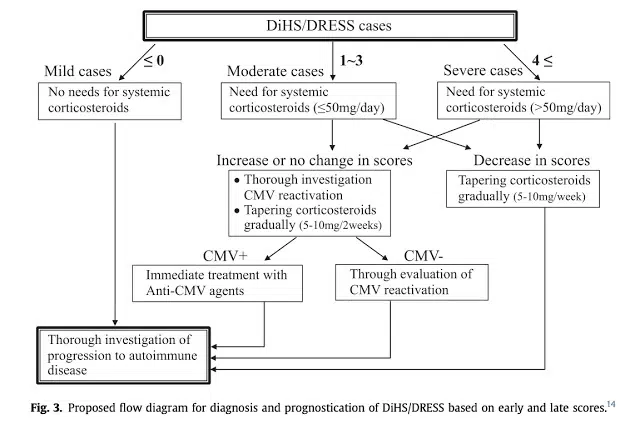 DiHS/DRESS cases
≤ 0
1~3
4 ≤
Mild cases
Moderate cases
Severe cases
No needs for systemic
corticosteroids
Need for systemic
corticosteroids (≤50mg/day)
Need for systemic
corticosteroids (>50mg/day)
Increase or no change in scores
Decrease in scores
● Thorough investigation
CMV reactivation
● Tapering corticosteroids
gradually (5-10mg/2weeks)
Tapering corticosteroids
gradually (5-10mg/week)
CMV+
CMV-
Immediate treatment with
Anti-CMV agents
Through evaluation of
CMV reactivation
Thorough investigation of
progression to autoimmune
disease
Fig. 3. Proposed flow diagram for diagnosis and prognostication of DiHS/DRESS based on early and late scores.14